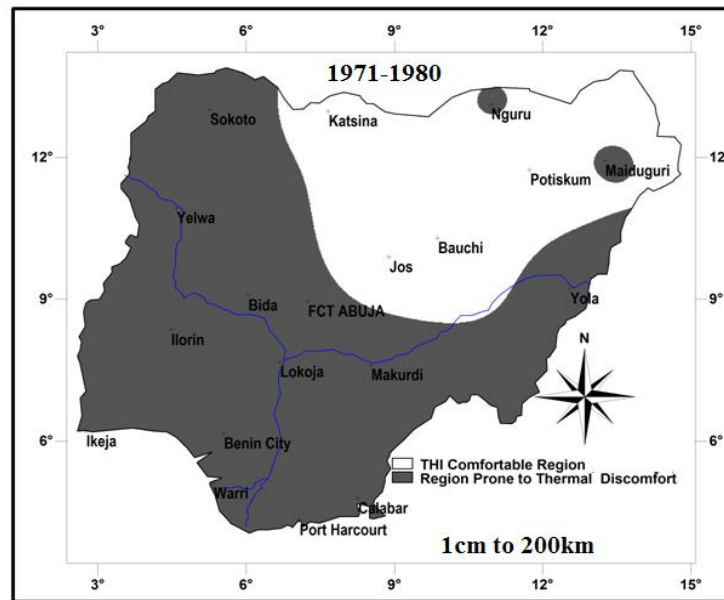 3° 6° 9° 12° 15°
1971-1980
Sokoto
Katsina
Nguru
12° 12°
Potiskum
Maiduguri
Yelwa
Bauchi
Jos
9° 9°
Bida
FCT ABUJA
Yola
Ilorin
N
Lokoja
Makurdi
6° 6°
Ikeja
Benin City
THI Comfortable Region
Region Prone to Thermal Discomfort
Warri
Calabar
Port Harcourt
1cm to 200km
3° 6° 9° 12° 15°